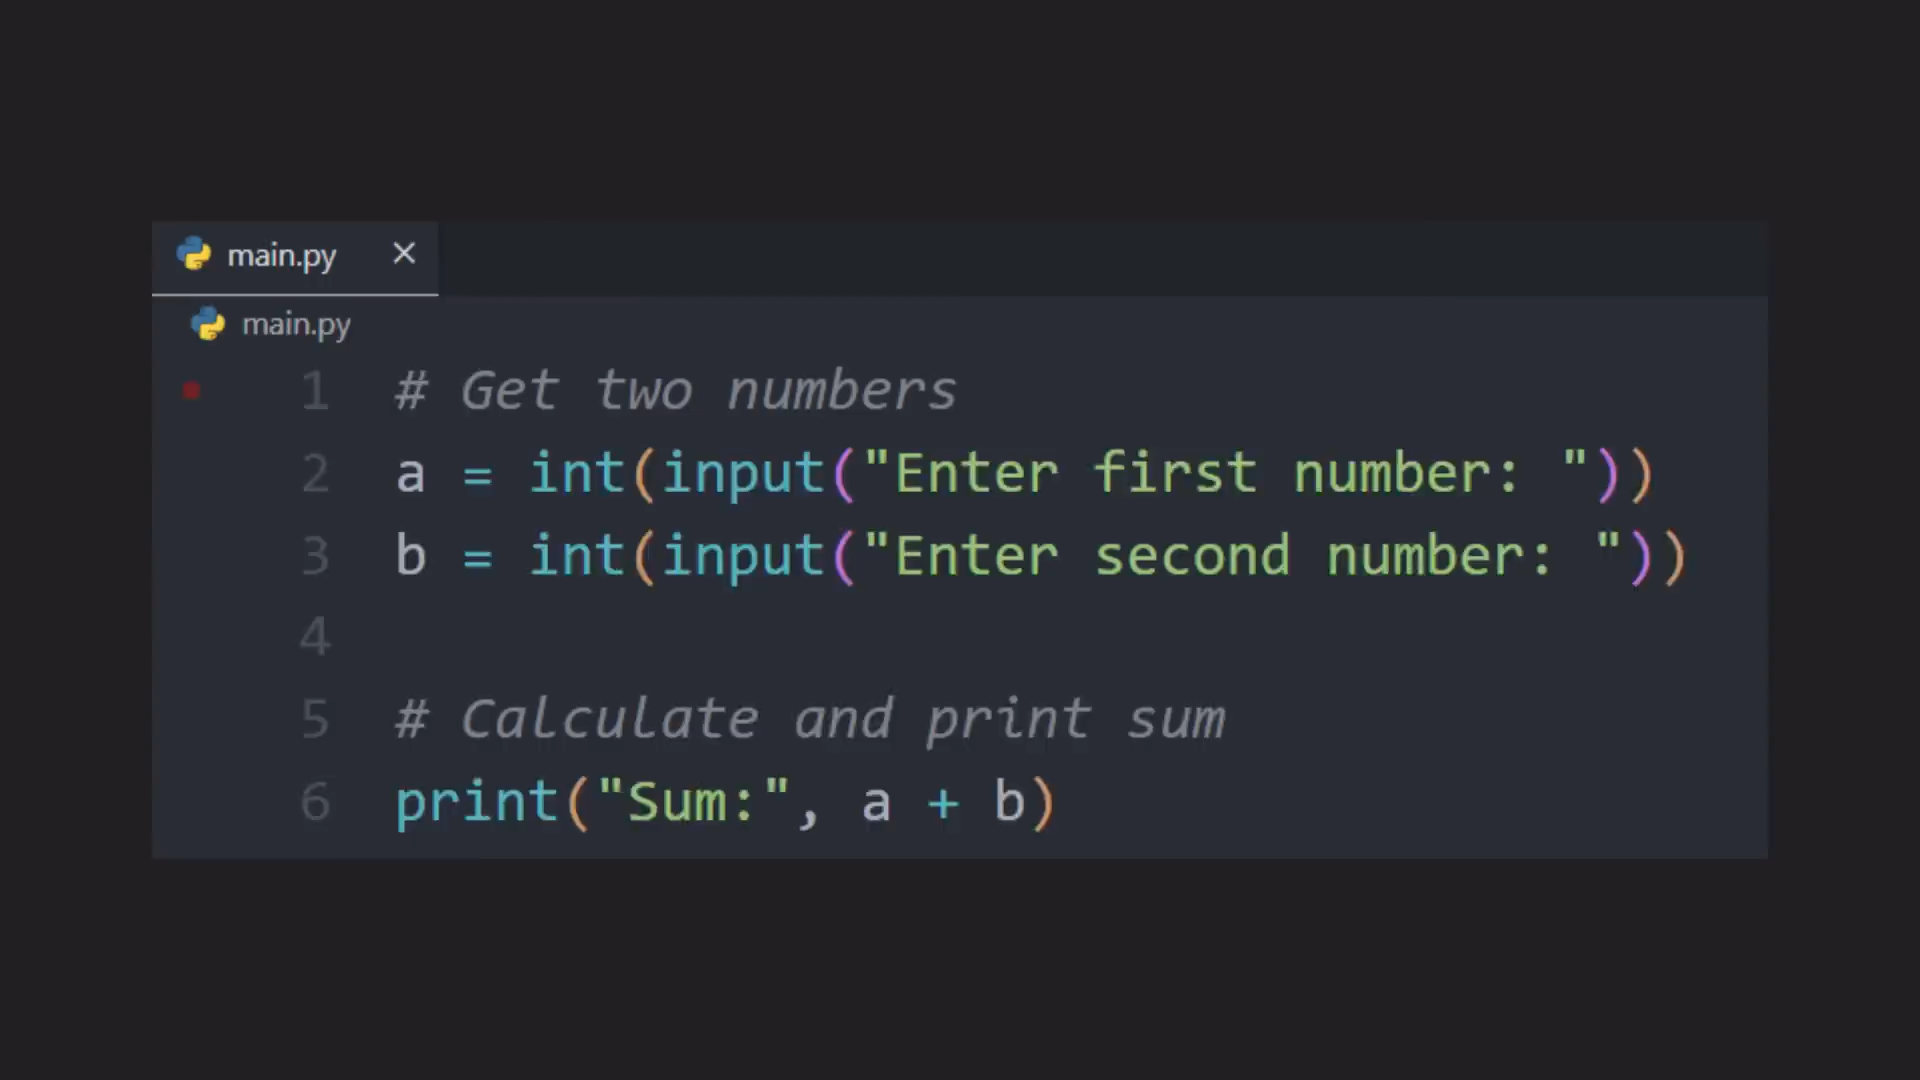 main.py
main.py
1 # Get two numbers
2 a = int(input("Enter first number: "))
3 b = int(input("Enter second number: "))
4
5 # Calculate and print sum
6 print("Sum:", a + b)